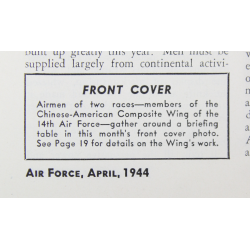 built up greatly this year. Men must be
supplied largely from continental activi-
FRONT COVER
Airmen of two races—members of the
Chinese-American Composite Wing of the
14th Air Force—gather around a briefing
table in this month's front cover photo.
See Page 19 for details on the Wing's work.
AIR FORCE, APRIL, 1944